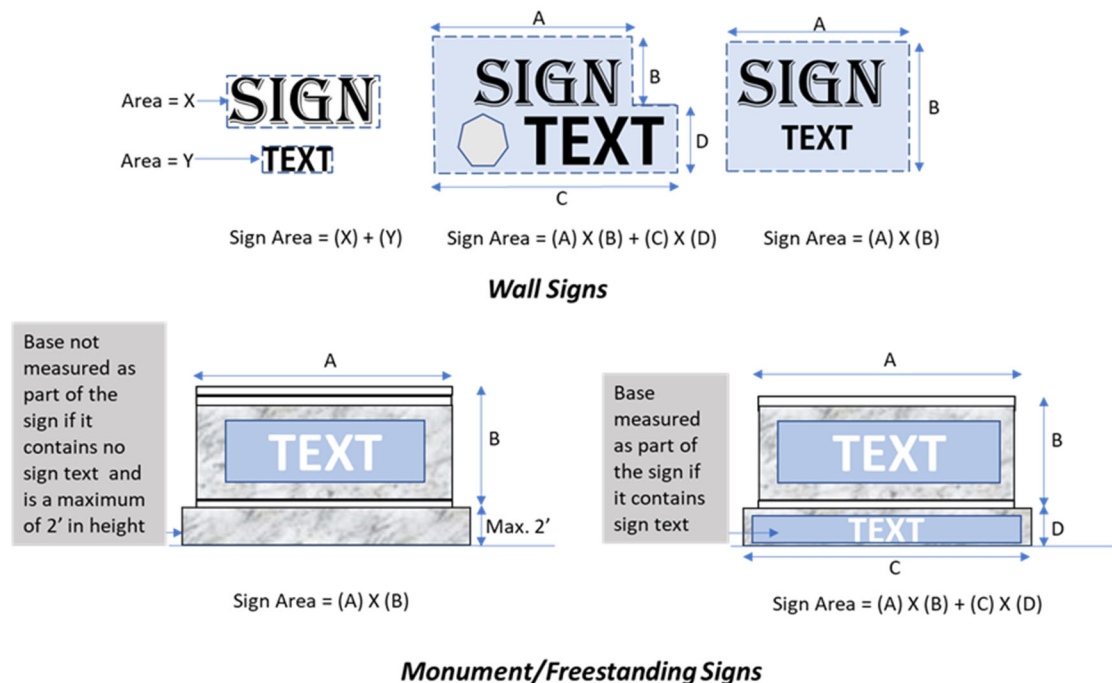 A
A
SIGN
B
SIGN
B
Area = X
SIGN
TEXT
D
TEXT
Area = Y
TEXT
C
Sign Area = (X) + (Y)
Sign Area = (A) X (B) + (C) X (D)
Sign Area = (A) X (B)
Wall Signs
Base not
measured as
part of the
sign if it
contains no
sign text and
is a maximum
of 2’ in height
A
B
TEXT
Max. 2’
Sign Area = (A) X (B)
Base
measured
as part of
the sign if
it contains
sign text
A
B
TEXT
TEXT
D
C
Sign Area = (A) X (B) + (C) X (D)
Monument/Freestanding Signs